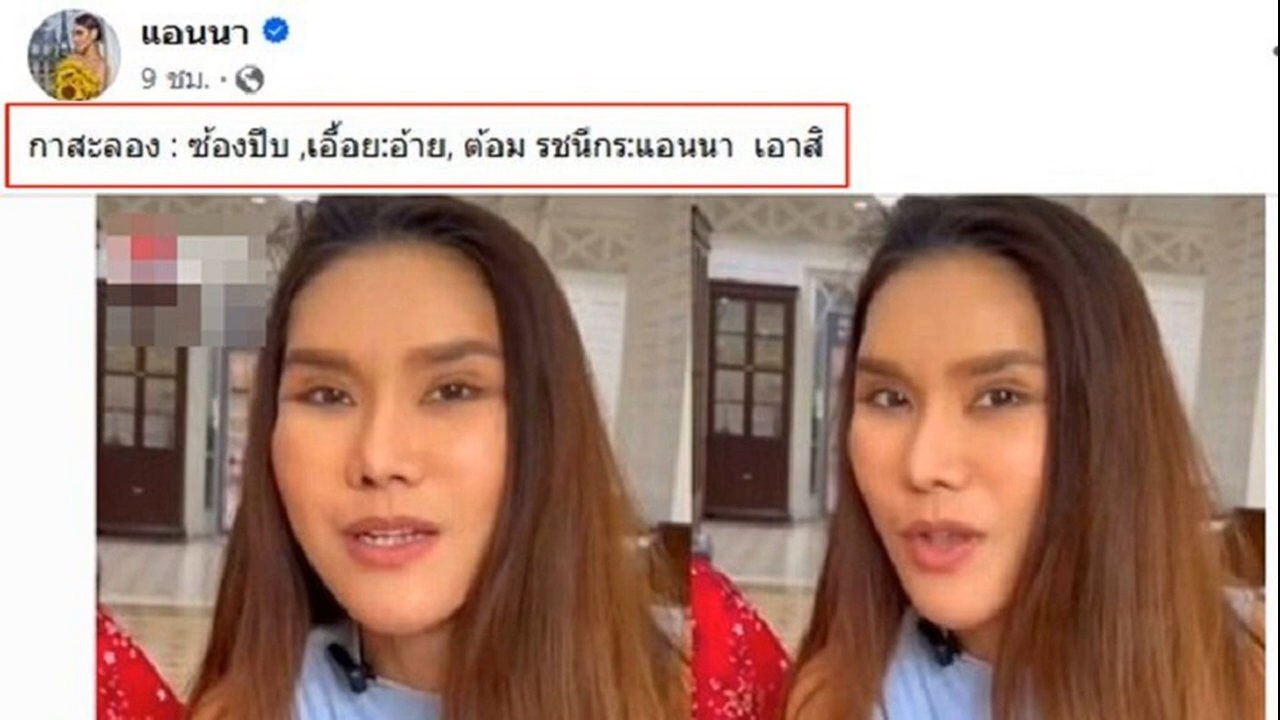 แอนนา
9 ชม. ·
กาสะลอง : ซ้องปีบ ,เอื้อย:อ้าย, ต้อม รชนีกร:แอนนา เอาสิ